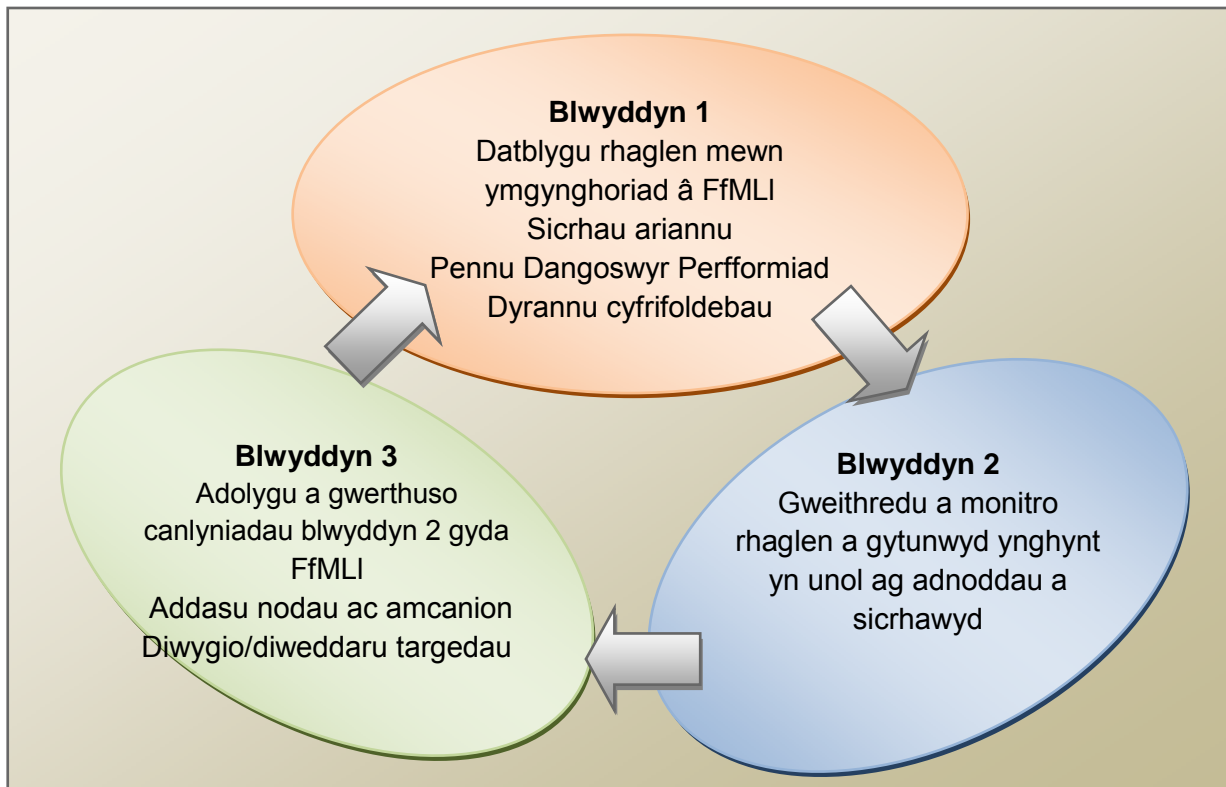 Blwyddyn 1
Datblygu rhaglen mewn
ymgynghoriad â FfMLl
Sicrhau ariannu
Pennu Dangoswyr Perfformiad
Dyrannu cyfrifoldebau
Blwyddyn 2
Gweithredu a monitro
rhaglen a gytunwyd ynghynt
yn unol ag adnoddau a
sicrhawyd
Blwyddyn 3
Adolygu a gwerthuso
canlyniadau blwyddyn 2 gyda
FfMLl
Addasu nodau ac amcanion
Diwygio/diweddaru targedau